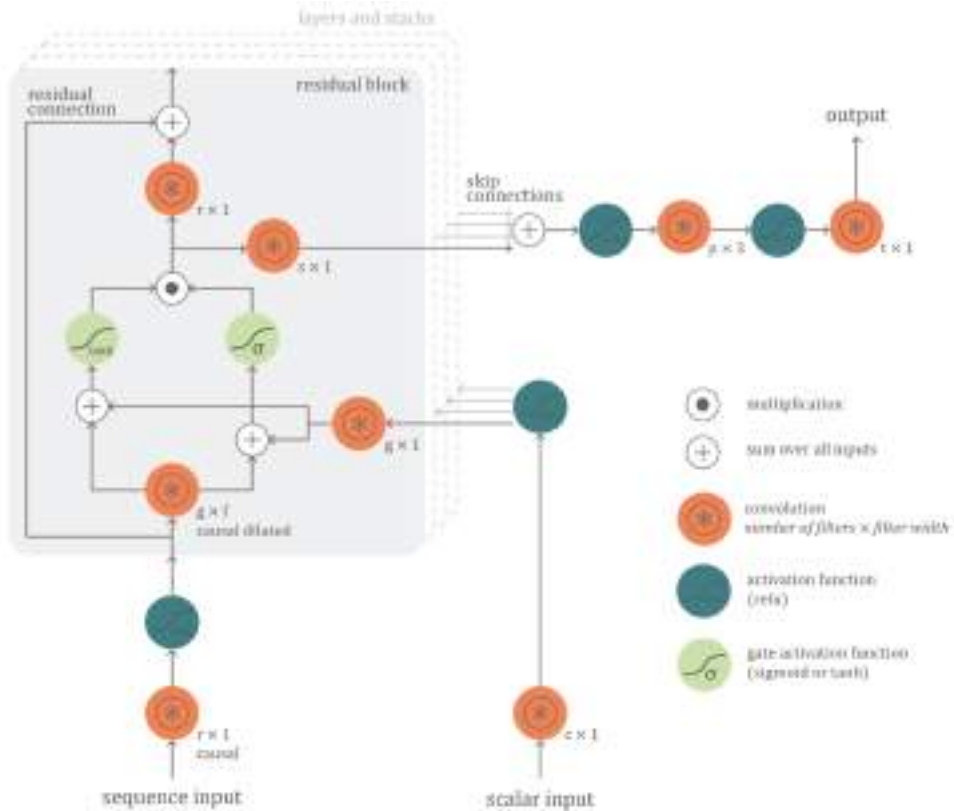 layers and stacks
residual block
residual
connection
output
skip
connections
r × 1
s × 1
p × 3
t × 1
tanh
σ
g × 1
g × f
causal dilated
multiplication
sum over all inputs
convolution
number of filters × filter width
activation function
(relu)
gate activation function
(sigmoid or tanh)
σ
r × 1
causal
c × 1
sequence input
scalar input